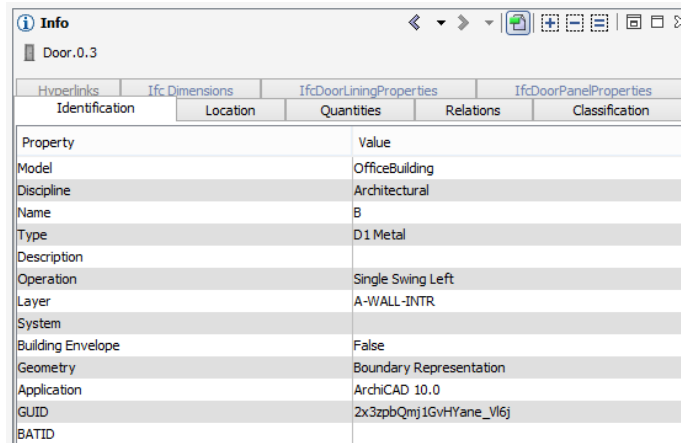 Info
Door.0.3
Hyperlinks Ifc Dimensions IfcDoorLiningProperties IfcDoorPanelProperties
Identification Location Quantities Relations Classification
Property Value
Model OfficeBuilding
Discipline Architectural
Name B
Type D1 Metal
Description
Operation Single Swing Left
Layer A-WALL-INTR
System
Building Envelope False
Geometry Boundary Representation
Application ArchiCAD 10.0
GUID 2x3zpbQmj1GvHYane_Vl6j
BATID